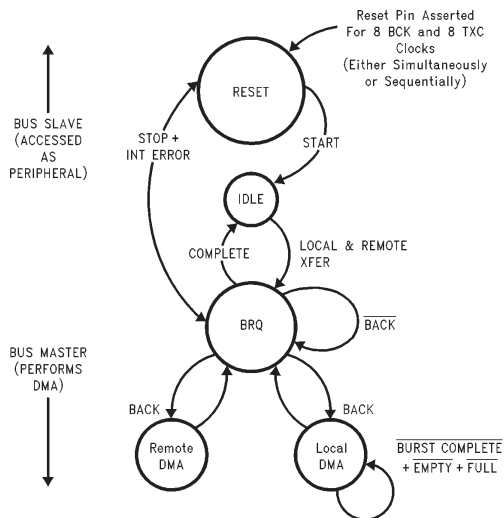 Reset Pin Asserted
For 8 BCK and 8 TXC
Clocks
(Either Simultaneously
or Sequentially)
RESET
BUS SLAVE
(ACCESSED
AS
PERIPHERAL)
STOP +
INT ERROR
START
IDLE
COMPLETE
LOCAL & REMOTE
XFER
BRQ
BACK
BUS MASTER
(PERFORMS
DMA)
BACK
BACK
Remote
DMA
Local
DMA
BURST COMPLETE
+ EMPTY + FULL